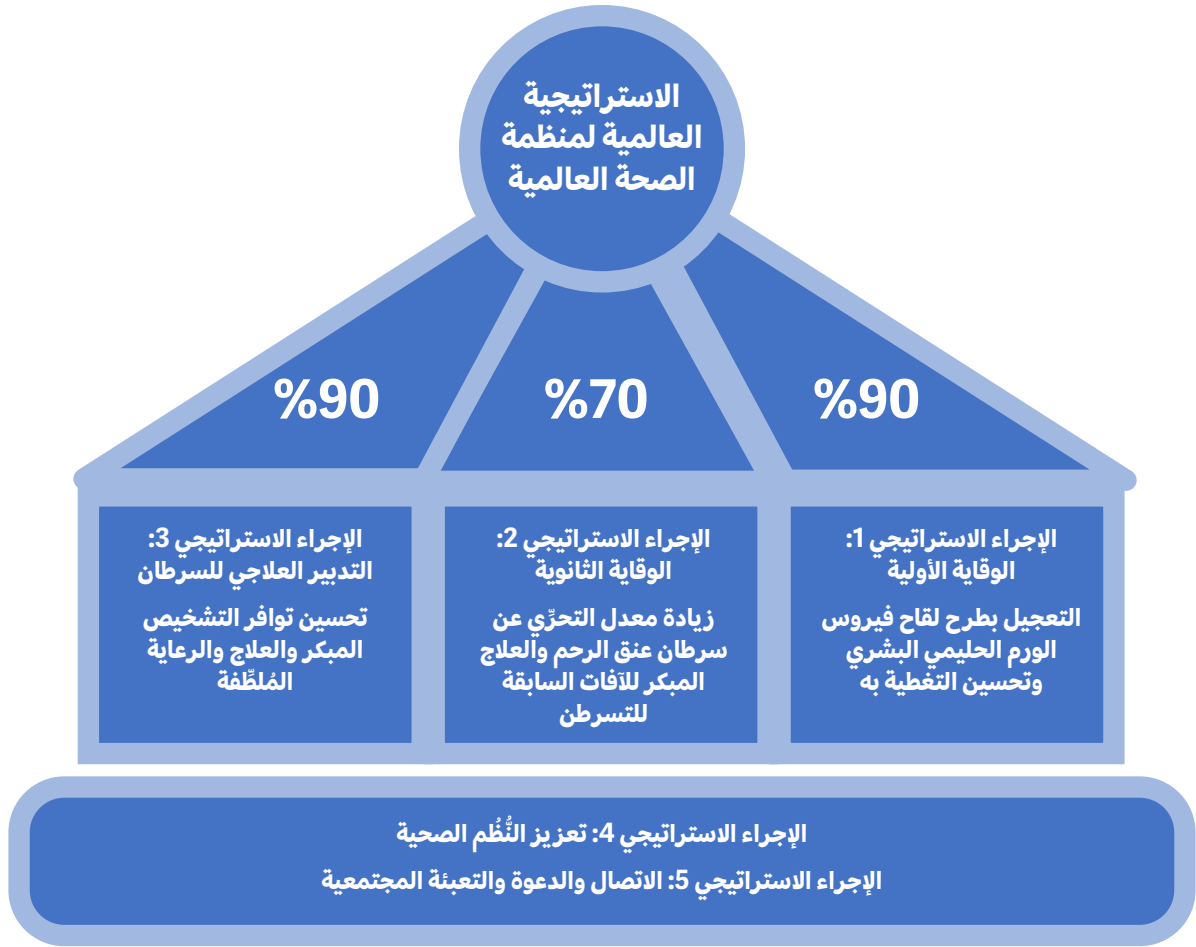 الاستراتيجية
العالمية لمنظمة
الصحة العالمية
%90
%70
%90
الإجراء الاستراتيجي 1:
الوقاية الأولية
التعجيل بطرح لقاح فيروس
الورم الحليمي البشري
وتحسين التغطية به
الإجراء الاستراتيجي 2:
الوقاية الثانوية
زيادة معدل التحرِّي عن
سرطان عنق الرحم والعلاج
المبكر للآفات السابقة
للتسرطن
الإجراء الاستراتيجي 3:
التدبير العلاجي للسرطان
تحسين توافر التشخيص
المبكر والعلاج والرعاية
المُلطِّفة
الإجراء الاستراتيجي 4: تعزيز النُّظُم الصحية
الإجراء الاستراتيجي 5: الاتصال والدعوة والتعبئة المجتمعية